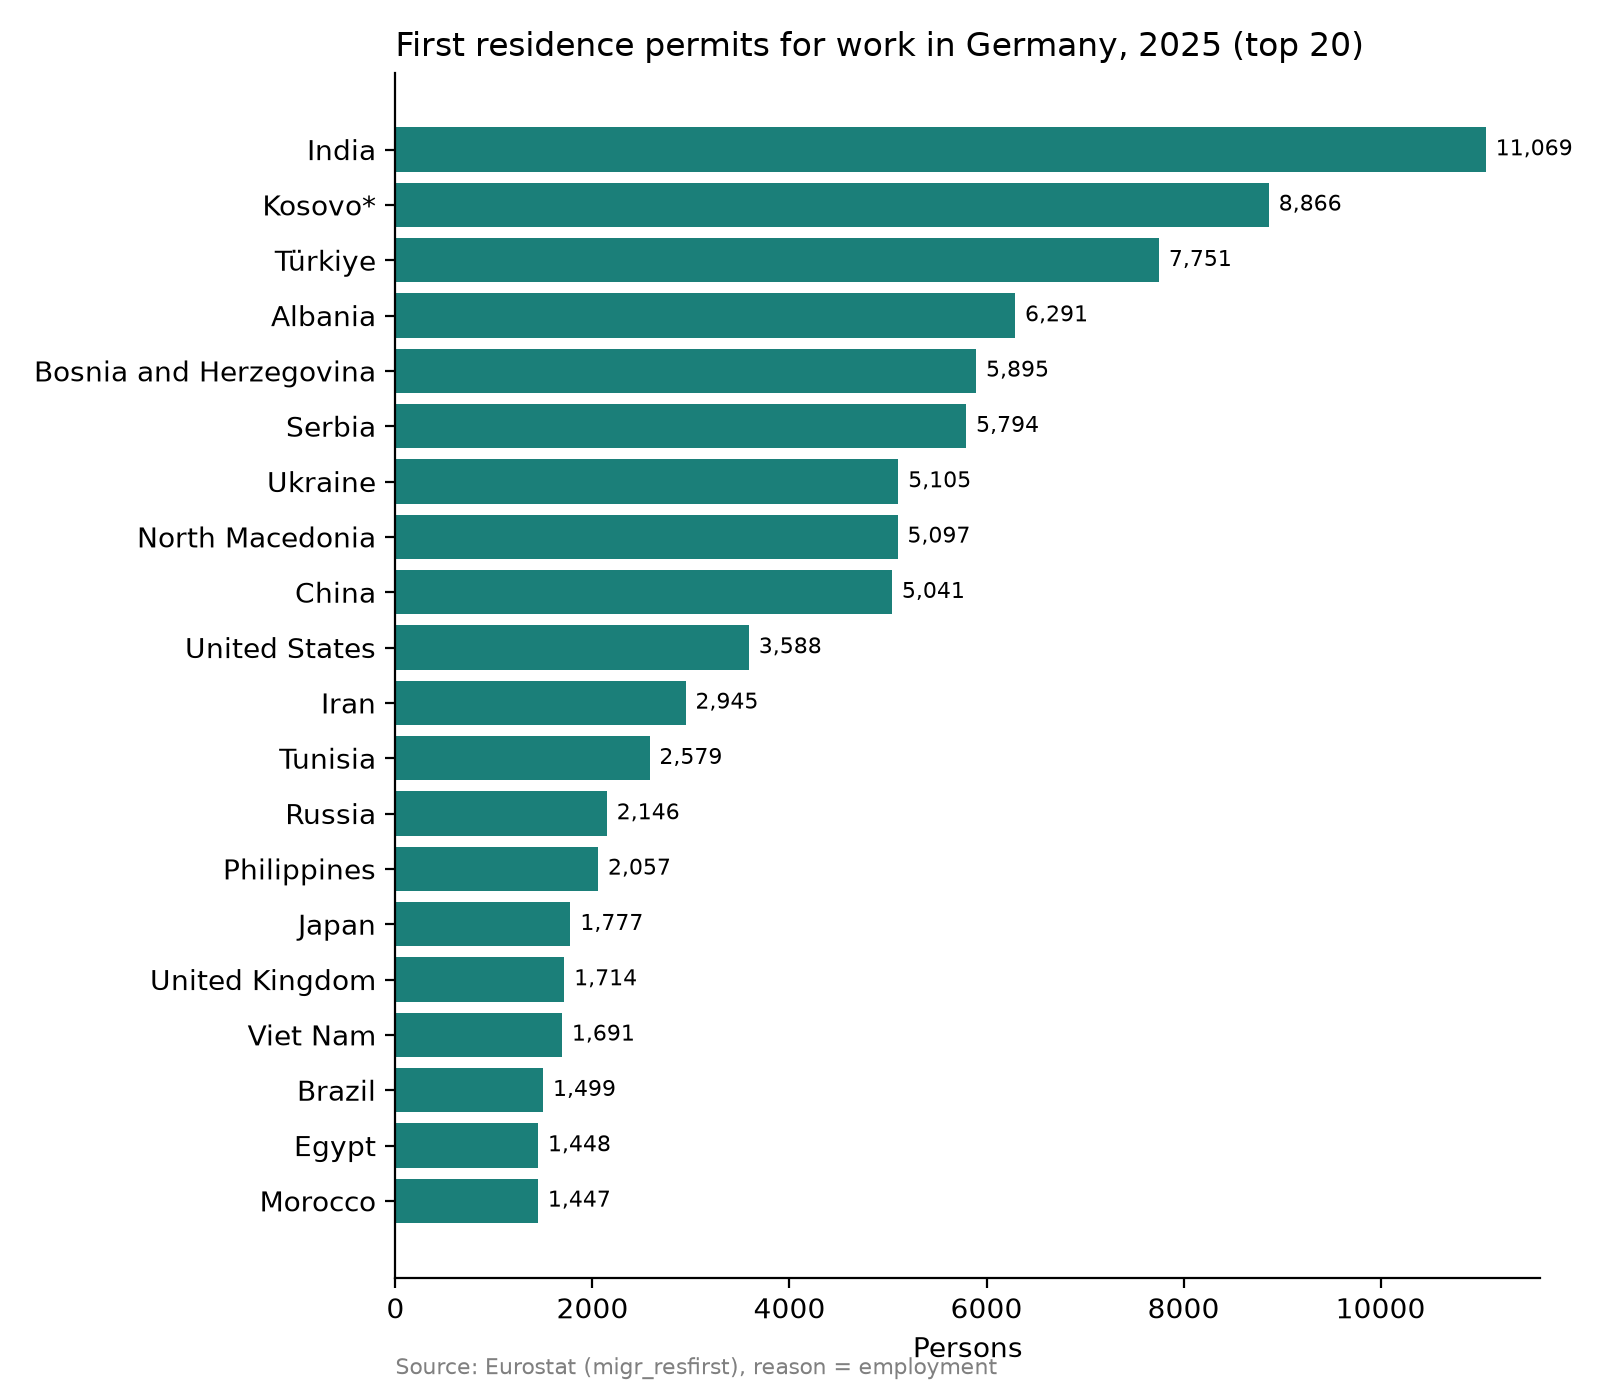 First residence permits for work in Germany, 2025 (top 20)
India 11,069
Kosovo* 8,866
Türkiye 7,751
Albania 6,291
Bosnia and Herzegovina 5,895
Serbia 5,794
Ukraine 5,105
North Macedonia 5,097
China 5,041
United States 3,588
Iran 2,945
Tunisia 2,579
Russia 2,146
Philippines 2,057
Japan 1,777
United Kingdom 1,714
Viet Nam 1,691
Brazil 1,499
Egypt 1,448
Morocco 1,447
0 2000 4000 6000 8000 10000
Persons
Source: Eurostat (migr_resfirst), reason = employment